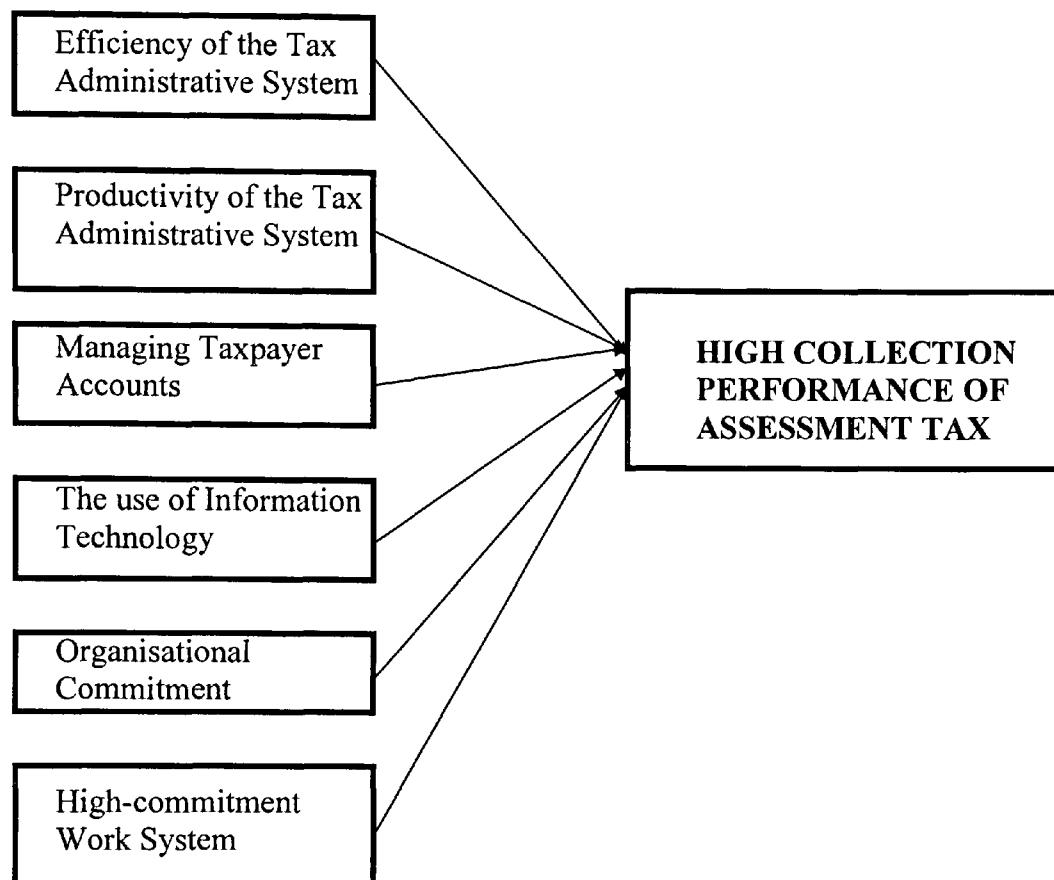 Efficiency of the Tax
Administrative System
Productivity of the Tax
Administrative System
Managing Taxpayer
Accounts
The use of Information
Technology
Organisational
Commitment
High-commitment
Work System
HIGH COLLECTION
PERFORMANCE OF
ASSESSMENT TAX